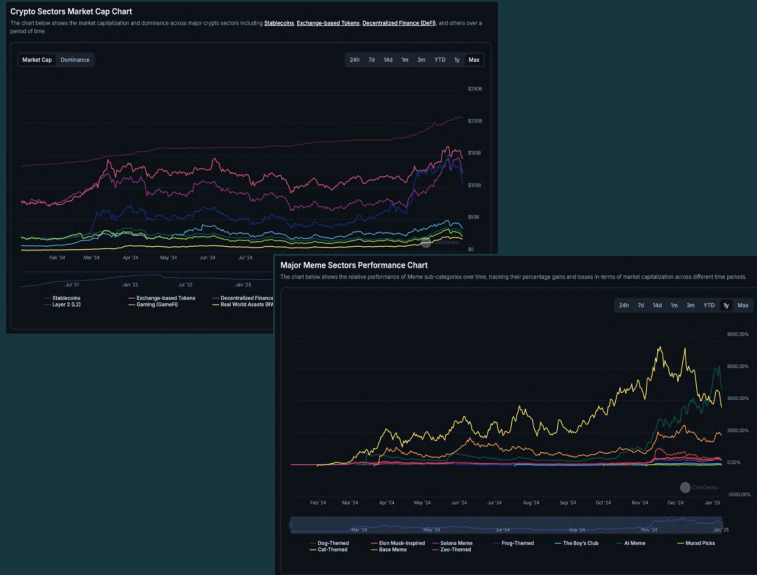 Crypto Sectors Market Cap Chart
The chart below shows the market capitalization and dominance across major crypto sectors including Stablecoins, Exchange-based Tokens, Decentralized Finance (DeFi), and others over a
period of time.
Market Cap Dominance 24h 7d 14d 1m 3m YTD 1y Max
$250B
$200B
$150B
$100B
$50B
$0
Feb '24 Mar '24 Apr '24 May '24 Jun '24 Jul '24
Jul '21 Jan '22 Jul '22 Jan '23
Stablecoins Exchange-based Tokens Decentralized Finance
Layer 2 (L2) Gaming (GameFi) Real World Assets (RW
Major Meme Sectors Performance Chart
The chart below shows the relative performance of Meme sub-categories over time, tracking their percentage gains and losses in-terms of market capitalization across different time periods.
24h 7d 14d 1m 3m YTD 1y Max
8000.00%
6000.00%
4000.00%
2000.00%
0.00%
-2000.00%
CoinGecko
Feb '24 Mar '24 Apr '24 May '24 Jun '24 Jul '24 Aug '24 Sep '24 Oct '24 Nov '24 Dec '24 Jan '25
Mar '24 May '24 Jul '24 Sep '24 Nov '24 Jan '25
Dog-Themed Elon Musk-Inspired Solana Meme Frog-Themed The Boy's Club AI Meme Murad Picks
Cat-Themed Base Meme Zoo-Themed